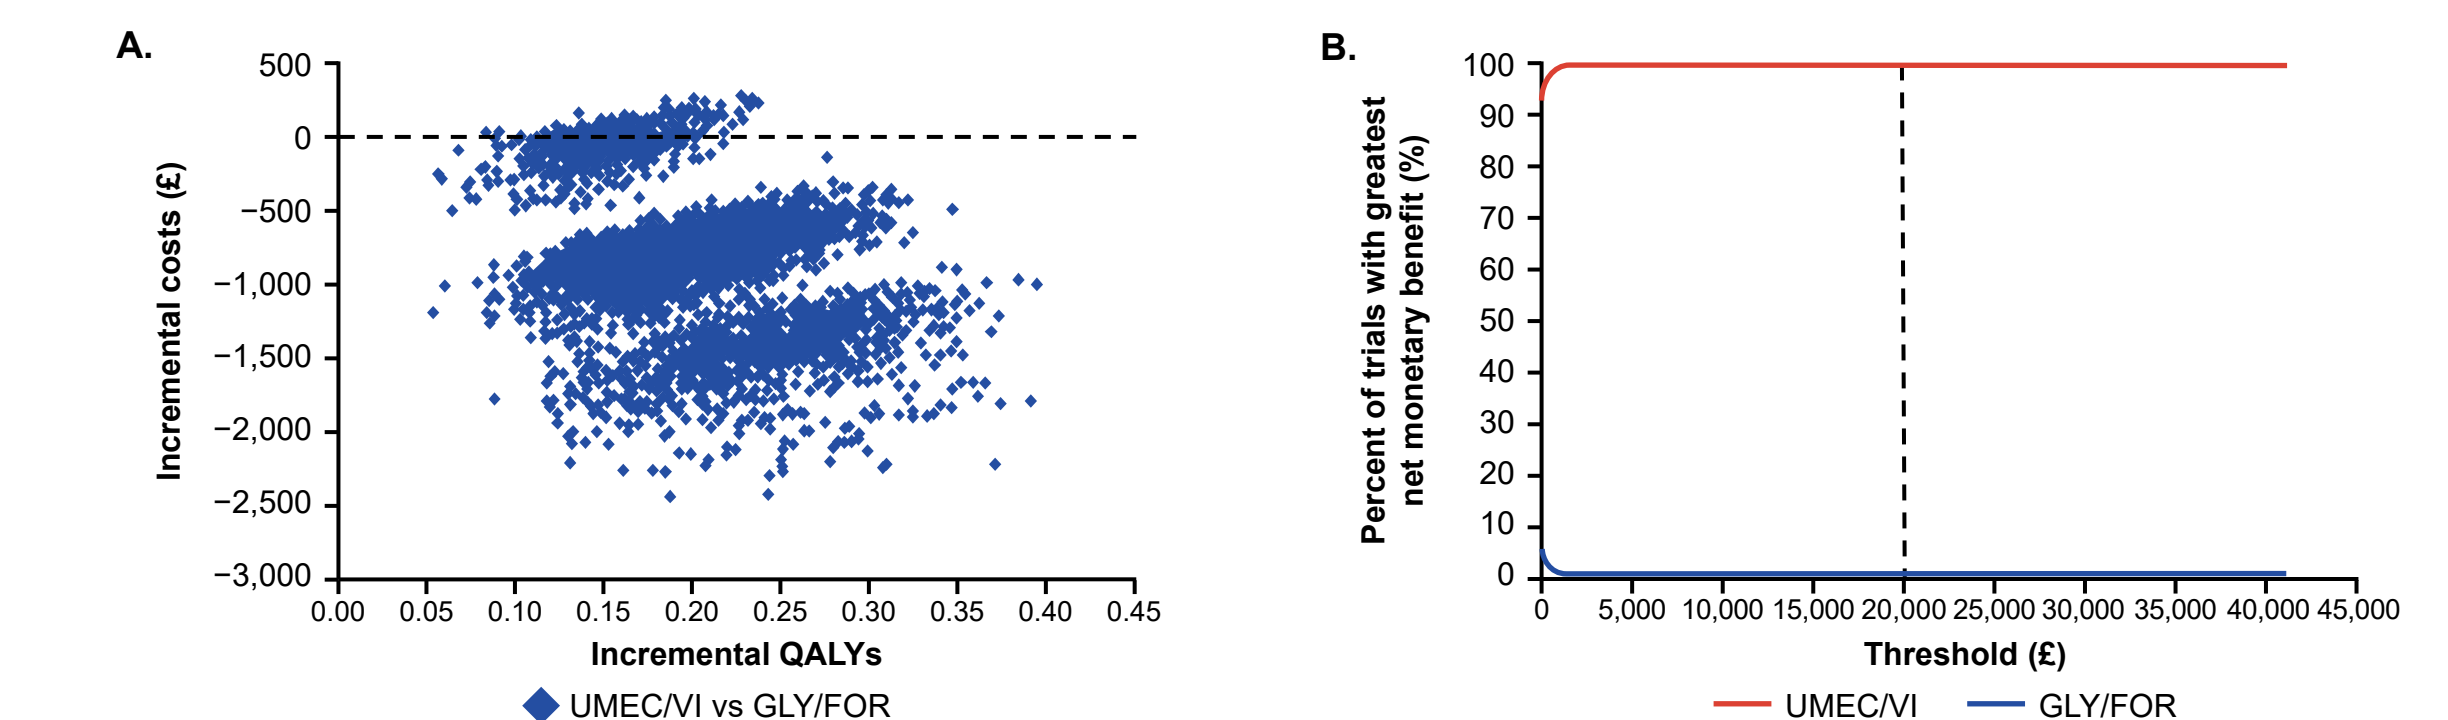 A.
Incremental costs (£)
500
0
−500
−1,000
−1,500
−2,000
−2,500
−3,000
0.00 0.05 0.10 0.15 0.20 0.25 0.30 0.35 0.40 0.45
Incremental QALYs
UMEC/VI vs GLY/FOR
B.
Percent of trials with greatest
net monetary benefit (%)
100
90
80
70
60
50
40
30
20
10
0
0 5,000 10,000 15,000 20,000 25,000 30,000 35,000 40,000 45,000
Threshold (£)
UMEC/VI GLY/FOR